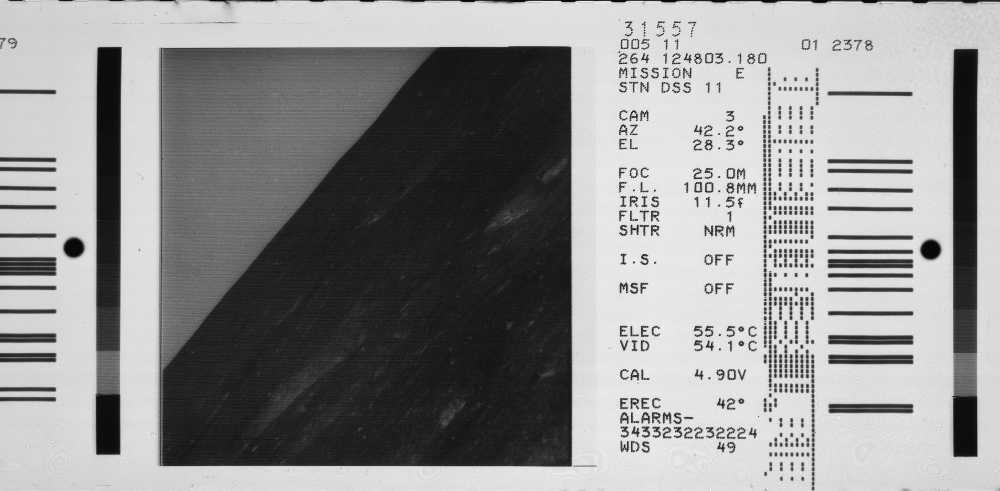 79
31557
005 11 01 2378
264 124803.180
MISSION E
STN DSS 11
CAM 3
AZ 42.2°
EL 28.3°
FOC 25.0M
F.L. 100.8MM
IRIS 11.5f
FLTR 1
SHTR NRM
I.S. OFF
MSF OFF
ELEC 55.5°C
VID 54.1°C
CAL 4.90V
EREC 42°
ALARMS-
3433232232224
WDS 49